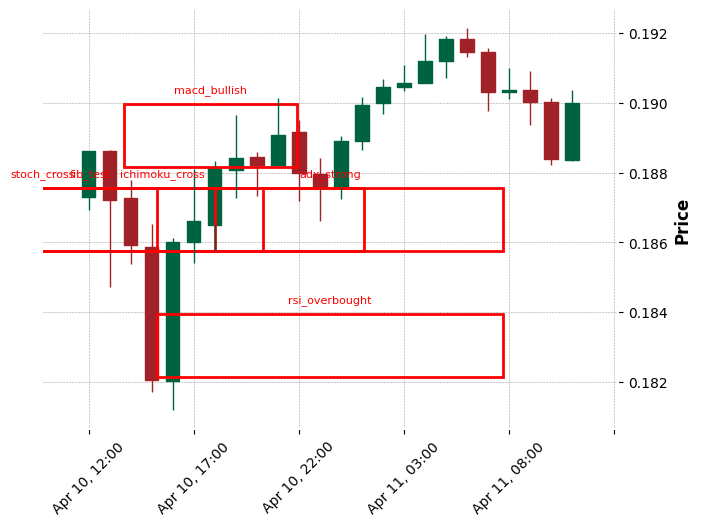 macd_bullish
stoch_cross fib_test ichimoku_cross adx_strong
rsi_overbought
0.192
0.190
0.188
0.186
0.184
0.182
Price
Apr 10, 12:00
Apr 10, 17:00
Apr 10, 22:00
Apr 11, 03:00
Apr 11, 08:00